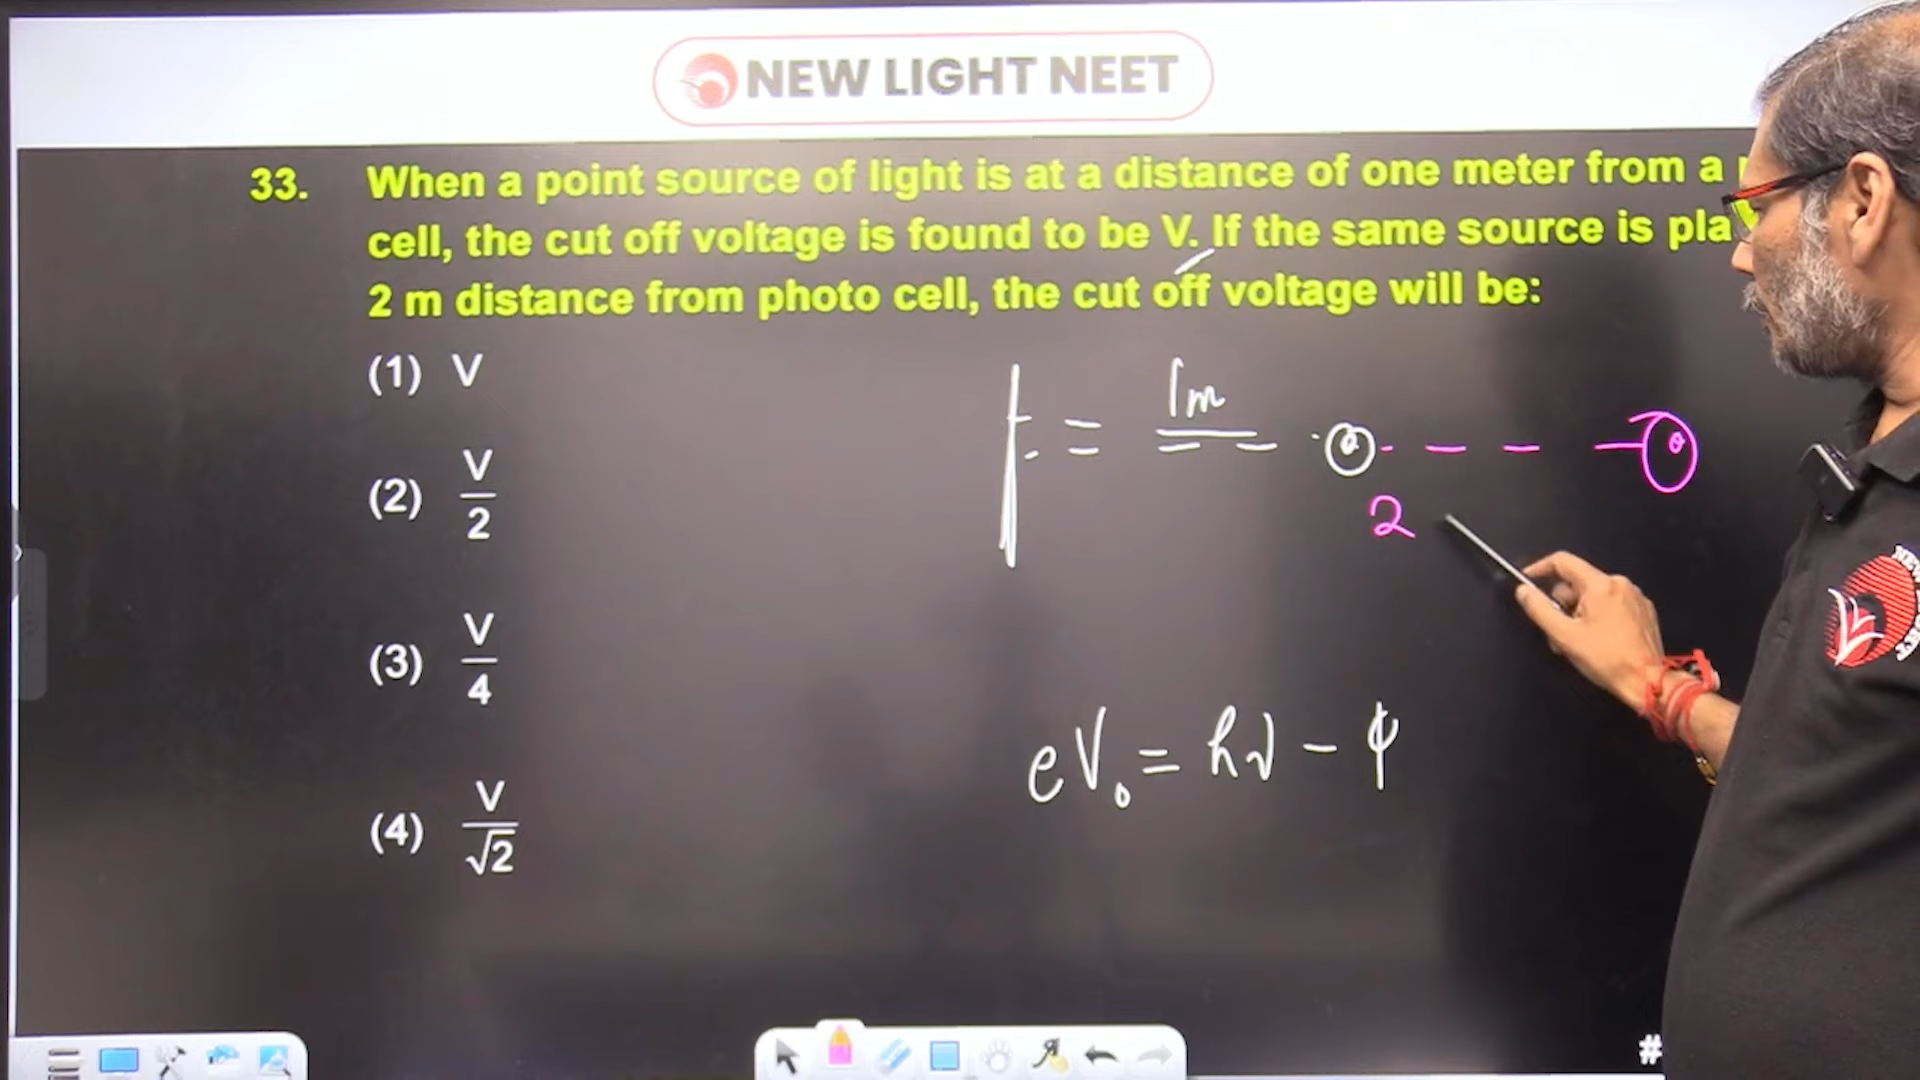 NEW LIGHT NEET
33. When a point source of light is at a distance of one meter from a
cell, the cut off voltage is found to be V. If the same source is pla
2 m distance from photo cell, the cut off voltage will be:
(1) V
(2) V/2
(3) V/4
(4) V/√2
1m
2
eV₀ = hν - φ
#